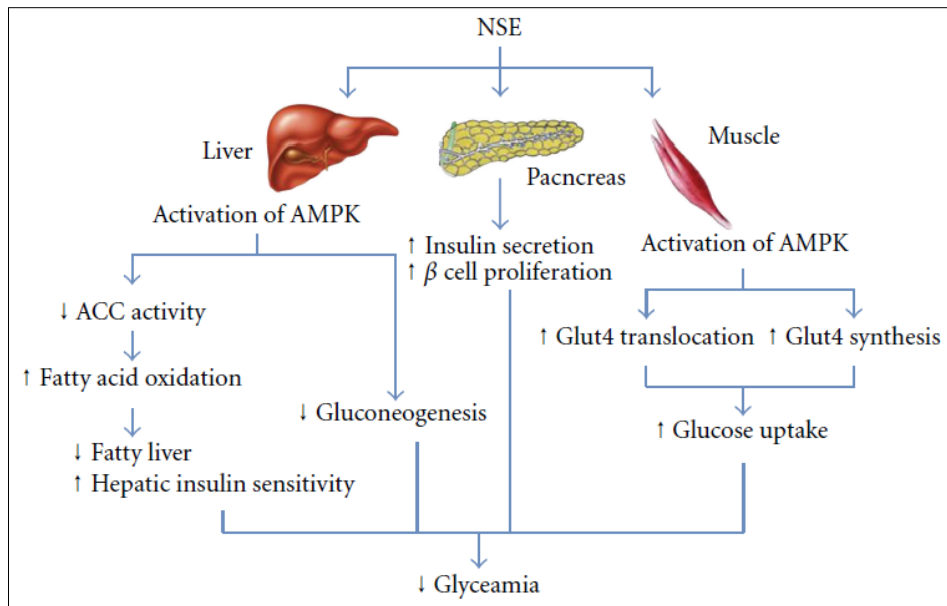 NSE
Liver
Pacncreas
Muscle
Activation of AMPK
↑ Insulin secretion
↑ β cell proliferation
Activation of AMPK
↓ ACC activity
↑ Glut4 translocation
↑ Glut4 synthesis
↑ Fatty acid oxidation
↓ Gluconeogenesis
↑ Glucose uptake
↓ Fatty liver
↑ Hepatic insulin sensitivity
↓ Glyceamia